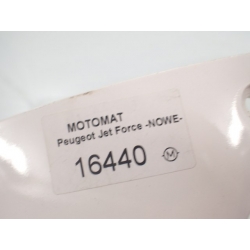 MOTOMAT
Peugeot Jet Force -NOWE-
16440 M